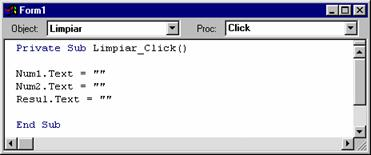 Form1
Object: Limpiar Proc: Click
Private Sub Limpiar_Click()
Num1.Text = ""
Num2.Text = ""
Resul.Text = ""
End Sub